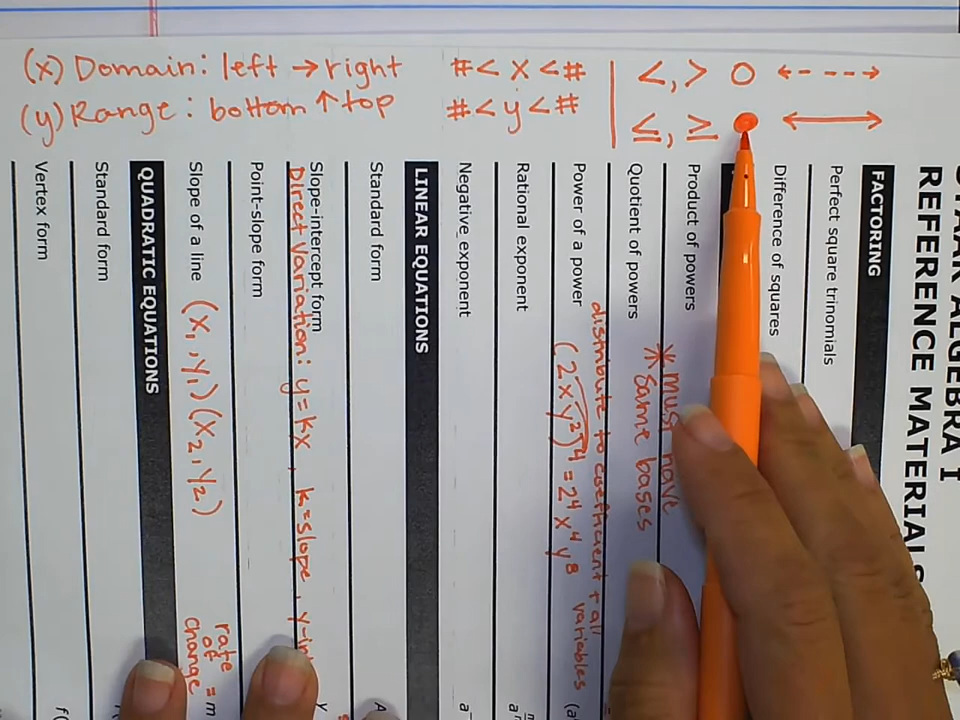 (x) Domain: left → right #< x <# <, > O ⇠-⇢
(y) Range: bottom ↑ top #< y <# ≤, ≥ ● ↔
STAAR ALGEBRA I
REFERENCE MATERIALS
FACTORING
Perfect square trinomials
Difference of squares
Product of powers
* must have
same bases
Quotient of powers
distribute to coefficient + all variables
Power of a power (2xy²)⁴ = 2⁴x⁴y⁸ (a
Rational exponent
Negative exponent a⁻
LINEAR EQUATIONS
Standard form A
Slope-intercept form y
Direct variation: y = kx , k = slope , y-in
Point-slope form
Slope of a line (x₁, y₁) (x₂, y₂) rate of change = m
QUADRATIC EQUATIONS
Standard form
Vertex form f(